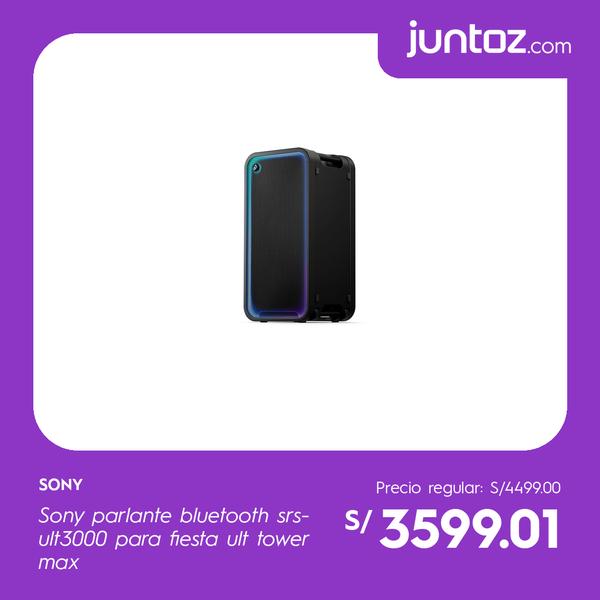 juntoz.com
SONY
Sony parlante bluetooth srs-
ult3000 para fiesta ult tower
max
Precio regular: S/4499.00
S/ 3599.01